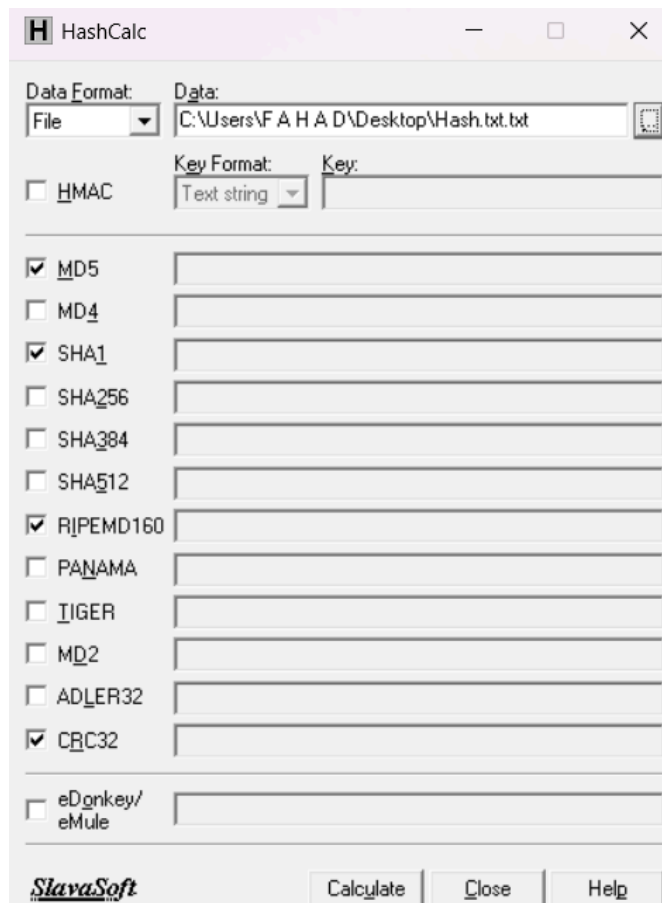 H HashCalc
Data Format: Data:
File C:\Users\F A H A D\Desktop\Hash.txt.txt
Key Format: Key:
HMAC Text string
MD5
MD4
SHA1
SHA256
SHA384
SHA512
RIPEMD160
PANAMA
TIGER
MD2
ADLER32
CRC32
eDonkey/
eMule
SlavaSoft Calculate Close Help